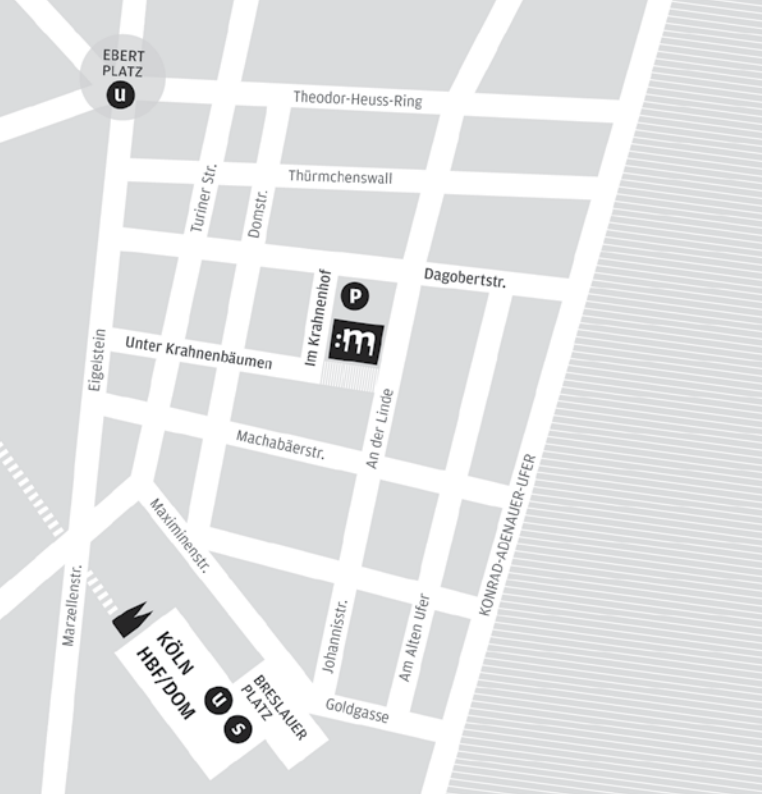 EBERT
PLATZ
u
Theodor-Heuss-Ring
Thürmchenswall
Turiner Str.
Domstr.
Dagobertstr.
Im Krahnenhof
P
:m
Eigelstein
Unter Krahnenbäumen
An der Linde
Machabäerstr.
KONRAD-ADENAUER-UFER
Maximinenstr.
Marzellenstr.
Johannisstr.
Am Alten Ufer
KÖLN
HBF/DOM
u
s
BRESLAUER
PLATZ
Goldgasse